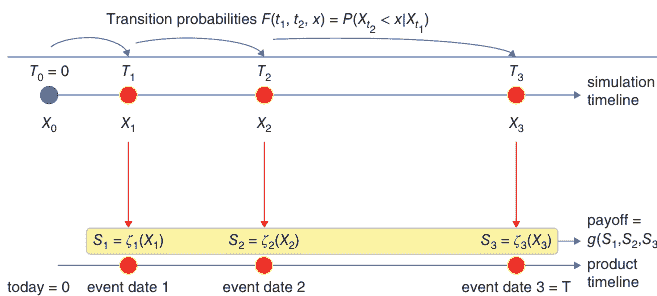 Transition probabilities F(t₁, t₂, x) = P(Xₜ₂ < x|Xₜ₁)
T₀ = 0 T₁ T₂ T₃
simulation
timeline
X₀ X₁ X₂ X₃
payoff =
S₁ = ζ₁(X₁) S₂ = ζ₂(X₂) S₃ = ζ₃(X₃) g(S₁,S₂,S₃
product
timeline
today = 0 event date 1 event date 2 event date 3 = T